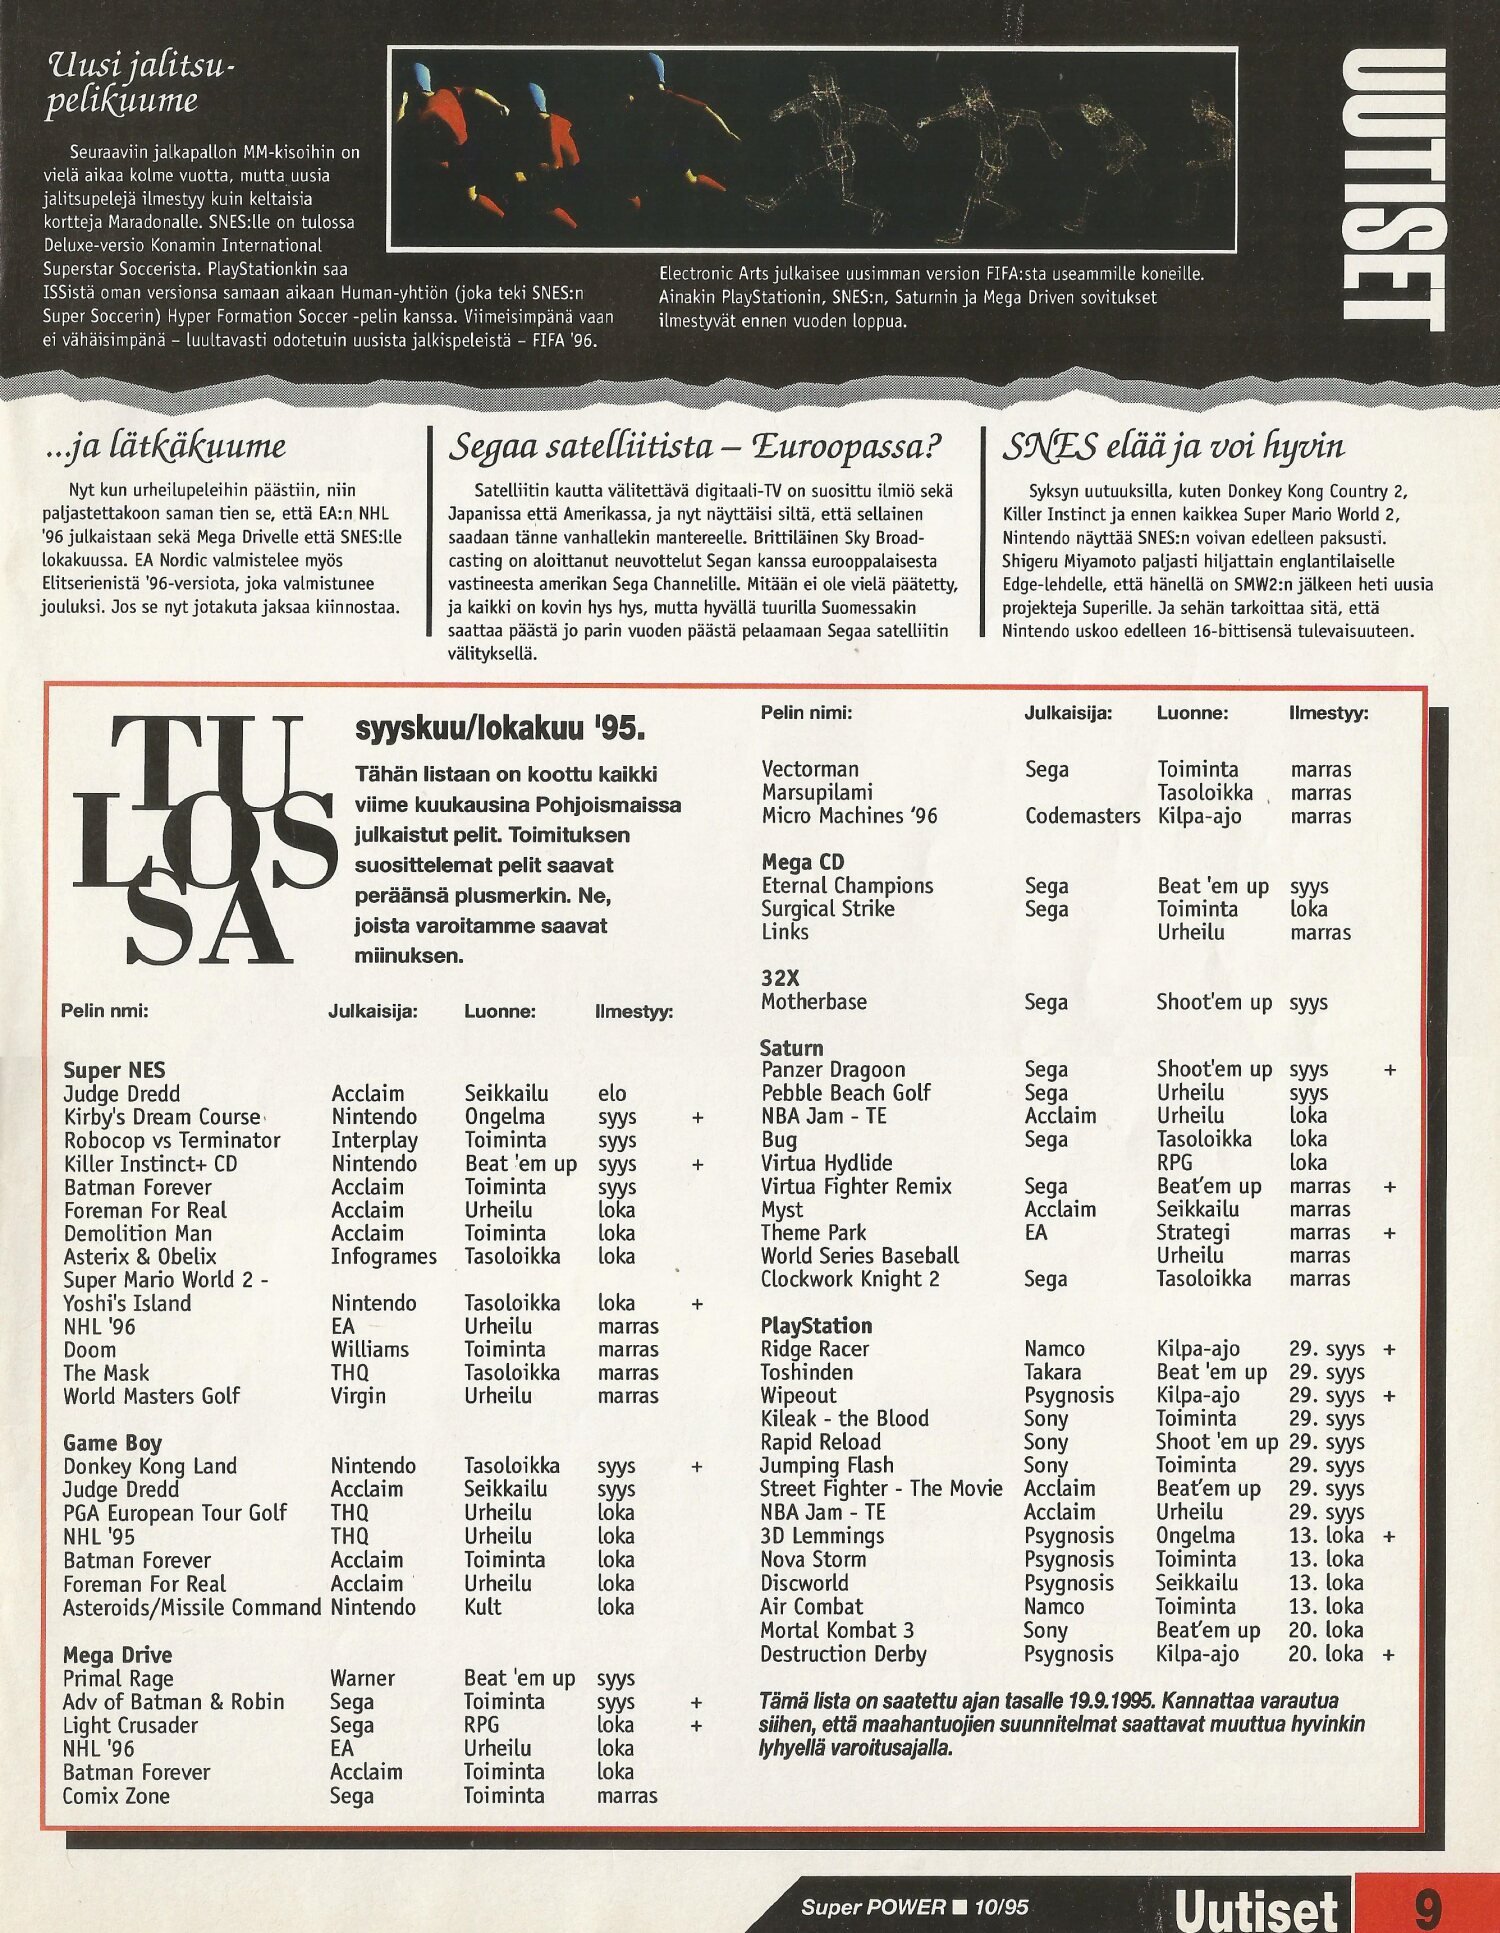 Uusi jalitsu-
pelikuume
Seuraaviin jalkapallon MM-kisoihin on
vielä aikaa kolme vuotta, mutta uusia
jalitsupelejä ilmestyy kuin keltaisia
kortteja Maradonalle. SNES:lle on tulossa
Deluxe-versio Konamin International
Superstar Soccerista. PlayStationkin saa
ISSistä oman versionsa samaan aikaan Human-yhtiön (joka teki SNES:n
Super Soccerin) Hyper Formation Soccer -pelin kanssa. Viimeisimpänä vaan
ei vähäisimpänä – luultavasti odotetuin uusista jalkispeleistä – FIFA '96.
Electronic Arts julkaisee uusimman version FIFA:sta useammille koneille.
Ainakin PlayStationin, SNES:n, Saturnin ja Mega Driven sovitukset
ilmestyvät ennen vuoden loppua.
UUTISET
...ja lätkäkuume
Nyt kun urheilupeleihin päästiin, niin
paljastettakoon saman tien se, että EA:n NHL
'96 julkaistaan sekä Mega Drivelle että SNES:lle
lokakuussa. EA Nordic valmistelee myös
Elitserienistä '96-versiota, joka valmistunee
jouluksi. Jos se nyt jotakuta jaksaa kiinnostaa.
Segaa satelliitista – Euroopassa?
Satelliitin kautta välitettävä digitaali-TV on suosittu ilmiö sekä
Japanissa että Amerikassa, ja nyt näyttäisi siltä, että sellainen
saadaan tänne vanhallekin mantereelle. Brittiläinen Sky Broad-
casting on aloittanut neuvottelut Segan kanssa eurooppalaisesta
vastineesta amerikan Sega Channelille. Mitään ei ole vielä päätetty,
ja kaikki on kovin hys hys, mutta hyvällä tuurilla Suomessakin
saattaa päästä jo parin vuoden päästä pelaamaan Segaa satelliitin
välityksellä.
SNES elää ja voi hyvin
Syksyn uutuuksilla, kuten Donkey Kong Country 2,
Killer Instinct ja ennen kaikkea Super Mario World 2,
Nintendo näyttää SNES:n voivan edelleen paksusti.
Shigeru Miyamoto paljasti hiljattain englantilaiselle
Edge-lehdelle, että hänellä on SMW2:n jälkeen heti uusia
projekteja Superille. Ja sehän tarkoittaa sitä, että
Nintendo uskoo edelleen 16-bittisensä tulevaisuuteen.
TU
LOS
SA
syyskuu/lokakuu '95.
Tähän listaan on koottu kaikki
viime kuukausina Pohjoismaissa
julkaistut pelit. Toimituksen
suosittelemat pelit saavat
peräänsä plusmerkin. Ne,
joista varoitamme saavat
miinuksen.
Pelin nmi: Julkaisija: Luonne: Ilmestyy:
Super NES
Judge Dredd Acclaim Seikkailu elo
Kirby's Dream Course Nintendo Ongelma syys +
Robocop vs Terminator Interplay Toiminta syys
Killer Instinct+ CD Nintendo Beat 'em up syys +
Batman Forever Acclaim Toiminta syys
Foreman For Real Acclaim Urheilu loka
Demolition Man Acclaim Toiminta loka
Asterix & Obelix Infogrames Tasoloikka loka
Super Mario World 2 -
Yoshi's Island Nintendo Tasoloikka loka +
NHL '96 EA Urheilu marras
Doom Williams Toiminta marras
The Mask THQ Tasoloikka marras
World Masters Golf Virgin Urheilu marras
Game Boy
Donkey Kong Land Nintendo Tasoloikka syys +
Judge Dredd Acclaim Seikkailu syys
PGA European Tour Golf THQ Urheilu loka
NHL '95 THQ Urheilu loka
Batman Forever Acclaim Toiminta loka
Foreman For Real Acclaim Urheilu loka
Asteroids/Missile Command Nintendo Kult loka
Mega Drive
Primal Rage Warner Beat 'em up syys
Adv of Batman & Robin Sega Toiminta syys +
Light Crusader Sega RPG loka +
NHL '96 EA Urheilu loka
Batman Forever Acclaim Toiminta loka
Comix Zone Sega Toiminta marras
Pelin nimi: Julkaisija: Luonne: Ilmestyy:
Vectorman Sega Toiminta marras
Marsupilami Tasoloikka marras
Micro Machines '96 Codemasters Kilpa-ajo marras
Mega CD
Eternal Champions Sega Beat 'em up syys
Surgical Strike Sega Toiminta loka
Links Urheilu marras
32X
Motherbase Sega Shoot'em up syys
Saturn
Panzer Dragoon Sega Shoot'em up syys +
Pebble Beach Golf Sega Urheilu syys
NBA Jam - TE Acclaim Urheilu loka
Bug Sega Tasoloikka loka
Virtua Hydlide RPG loka
Virtua Fighter Remix Sega Beat'em up marras +
Myst Acclaim Seikkailu marras
Theme Park EA Strategi marras +
World Series Baseball Urheilu marras
Clockwork Knight 2 Sega Tasoloikka marras
PlayStation
Ridge Racer Namco Kilpa-ajo 29. syys +
Toshinden Takara Beat 'em up 29. syys
Wipeout Psygnosis Kilpa-ajo 29. syys +
Kileak - the Blood Sony Toiminta 29. syys
Rapid Reload Sony Shoot 'em up 29. syys
Jumping Flash Sony Toiminta 29. syys
Street Fighter - The Movie Acclaim Beat'em up 29. syys
NBA Jam - TE Acclaim Urheilu 29. syys
3D Lemmings Psygnosis Ongelma 13. loka +
Nova Storm Psygnosis Toiminta 13. loka
Discworld Psygnosis Seikkailu 13. loka
Air Combat Namco Toiminta 13. loka
Mortal Kombat 3 Sony Beat'em up 20. loka
Destruction Derby Psygnosis Kilpa-ajo 20. loka +
Tämä lista on saatettu ajan tasalle 19.9.1995. Kannattaa varautua
siihen, että maahantuojien suunnitelmat saattavat muuttua hyvinkin
lyhyellä varoitusajalla.
Super POWER ■ 10/95
Uutiset 9